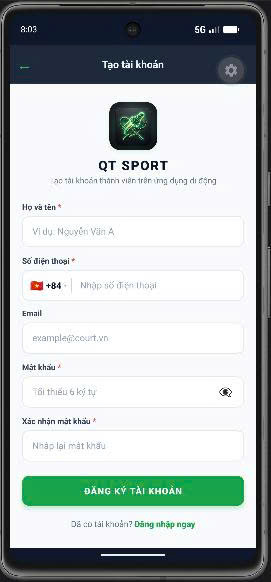 8:03
5G
Tạo tài khoản
QT SPORT
Tạo tài khoản thành viên trên ứng dụng di động
Họ và tên *
Ví dụ: Nguyễn Văn A
Số điện thoại *
+84
Nhập số điện thoại
Email
example@court.vn
Mật khẩu *
Tối thiểu 6 ký tự
Xác nhận mật khẩu *
Nhập lại mật khẩu
ĐĂNG KÝ TÀI KHOẢN
Đã có tài khoản? Đăng nhập ngay